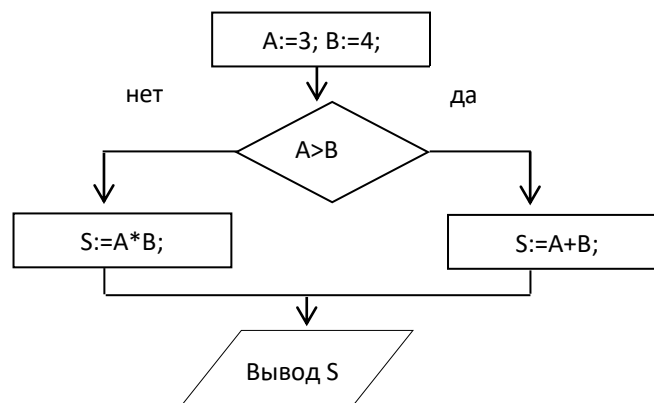 A:=3; B:=4;
нет
да
A>B
S:=A*B;
S:=A+B;
Вывод S